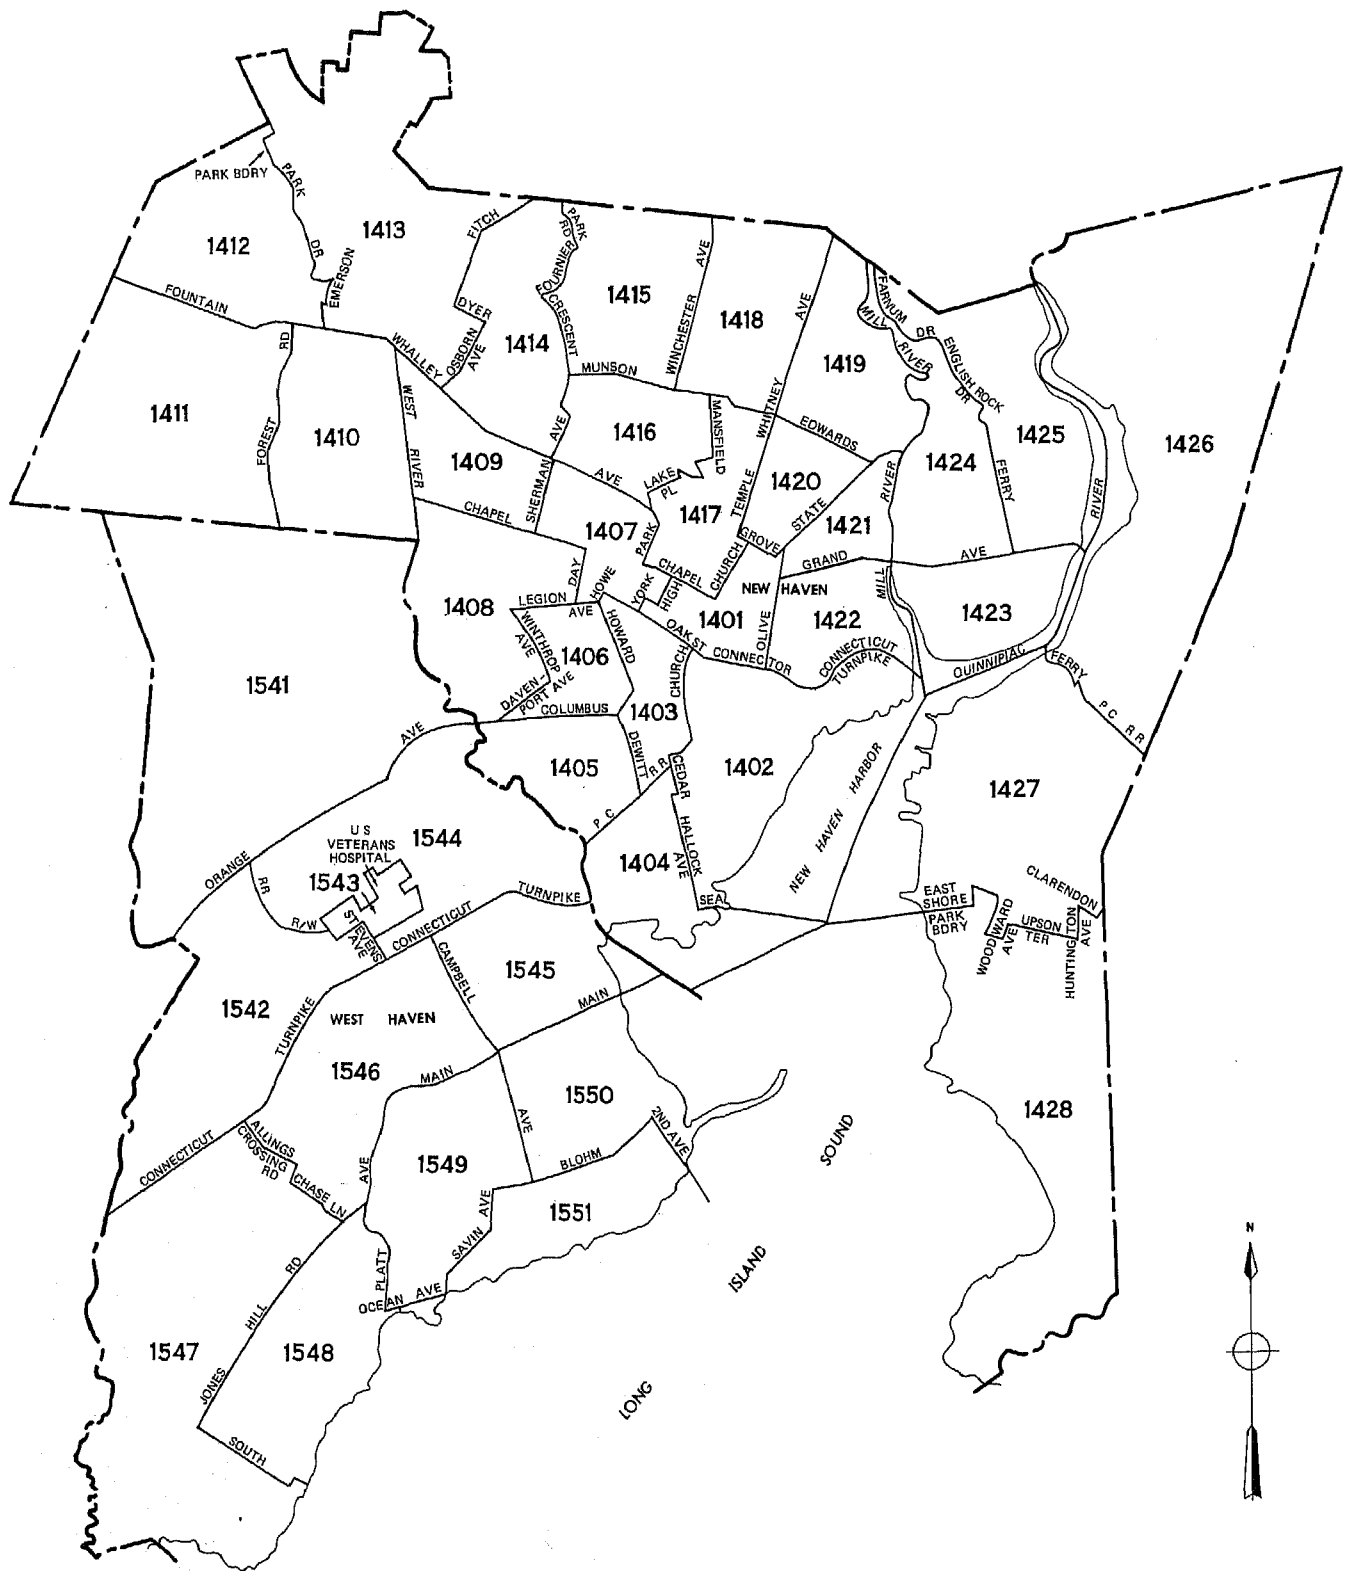 PARK BDRY
PARK
DR
1412
1413
EMERSON
FITCH
PARK
RD
FOURNIER
CRESCENT
DYER
OSBORN
AVE
1414
1415
WINCHESTER
AVE
1418
WHITNEY
AVE
1419
FARNUM
DR
MILL
RIVER
ENGLISH ROCK
DR
FOUNTAIN
RD
FOREST
WHALLEY
AVE
WEST
RIVER
1411
1410
1409
MUNSON
1416
MANSFIELD
EDWARDS
1424
1425
FERRY
RIVER
1426
CHAPEL
SHERMAN
AVE
LAKE
PL
1417
TEMPLE
1420
STATE
RIVER
1421
1407
PARK
GROVE
CHAPEL
CHURCH
GRAND
AVE
NEW HAVEN
MILL
1408
DAY
HOWE
YORK
HIGH
LEGION
AVE
1401
OLIVE
1422
1423
WINTHROP
AVE
1406
HOWARD
OAK ST
CONNECTOR
CONNECTICUT
TURNPIKE
QUINNIPIAC
FERRY
P C R R
1541
DAVEN-
PORT AVE
COLUMBUS
1403
CHURCH
AVE
1405
DEWITT
R R
P C
CEDAR
1402
NEW HAVEN HARBOR
1427
U S
VETERANS
HOSPITAL
1544
1543
ORANGE
RR
R/W
STEVENS
AVE
1404
HALLOCK
AVE
SEA
TURNPIKE
CONNECTICUT
EAST
SHORE
PARK
BDRY
CLARENDON
WOODWARD
AVE
UPSON
TER
HUNTINGTON
AVE
1542
TURNPIKE
CAMPBELL
1545
MAIN
WEST HAVEN
1546
MAIN
1550
AVE
2ND AVE
1428
CONNECTICUT
ALLINGS
CROSSING
RD
CHASE LN
AVE
1549
BLOHM
SOUND
1551
SAVIN
AVE
PLATT
OCEAN AVE
ISLAND
N
RD
HILL
JONES
1547
1548
LONG
SOUTH